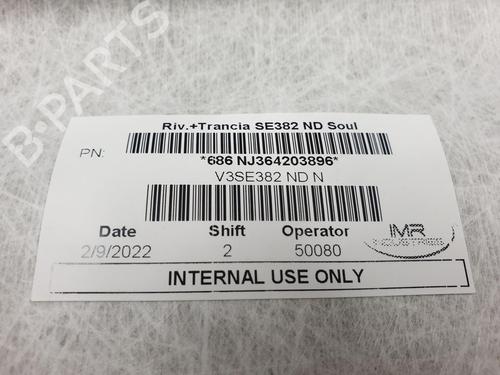 B-PARTS
Riv.+Trancia SE382 ND Soul
PN:
*686 NJ364203896*
V3SE382 ND N
Date Shift Operator
2/9/2022 2 50080
IMR
INDUSTRIES
INTERNAL USE ONLY